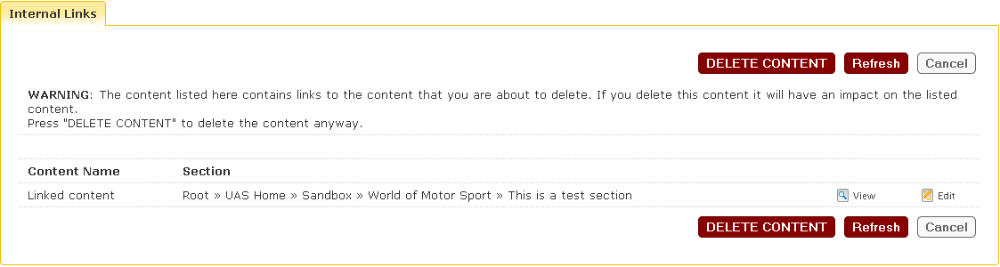 Internal Links
DELETE CONTENT Refresh Cancel
WARNING: The content listed here contains links to the content that you are about to delete. If you delete this content it will have an impact on the listed
content.
Press "DELETE CONTENT" to delete the content anyway.
Content Name Section
Linked content Root » UAS Home » Sandbox » World of Motor Sport » This is a test section View Edit
DELETE CONTENT Refresh Cancel